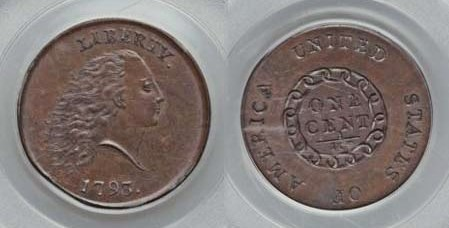 LIBERTY.
1793.
UNITED STATES OF AMERICA
ONE
CENT